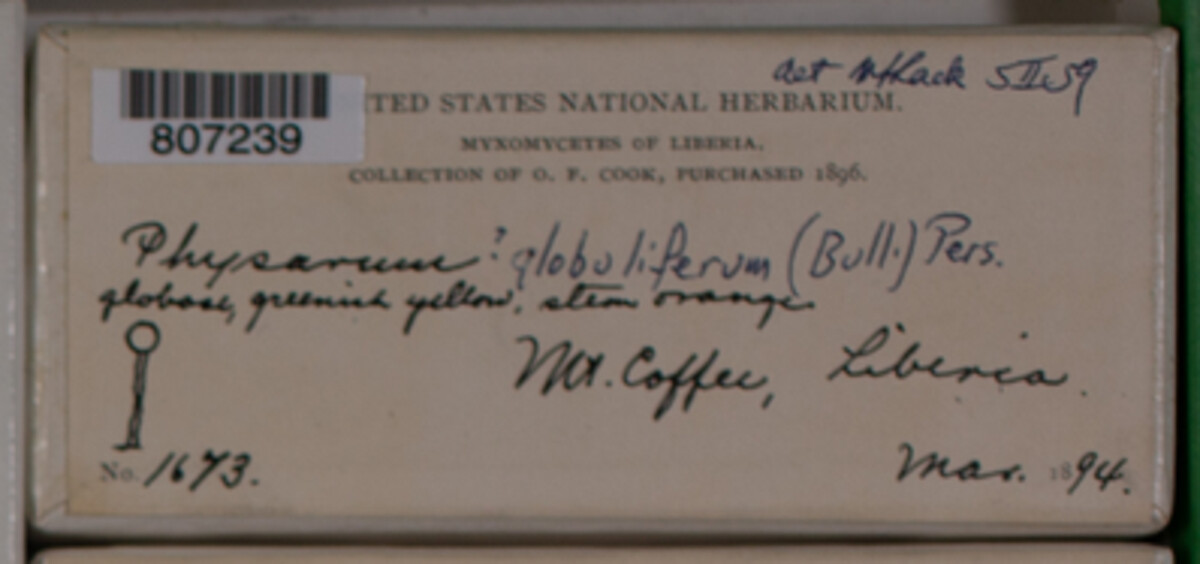 det 5 II 59
807239
TED STATES NATIONAL HERBARIUM.
MYXOMYCETES OF LIBERIA.
COLLECTION OF O. F. COOK, PURCHASED 1896.
Physarum ? globuliferum (Bull.) Pers.
globose, greenish yellow, stem orange.
Mt. Coffee, Liberia.
No. 1673.
Mar. 1894.